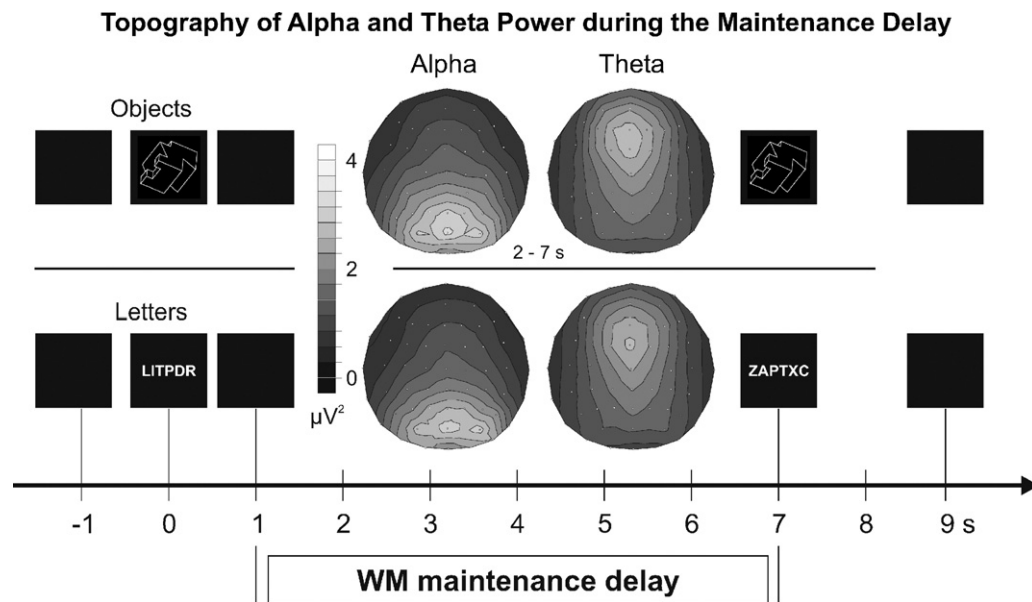 Topography of Alpha and Theta Power during the Maintenance Delay
Alpha
Theta
Objects
4
2
0
µV²
2 - 7 s
Letters
LITPDR
ZAPTXC
-1 0 1 2 3 4 5 6 7 8 9 s
WM maintenance delay